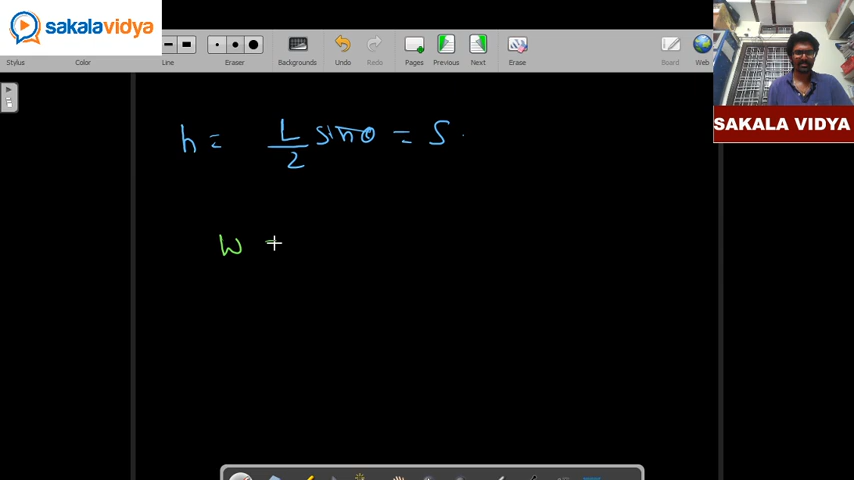 sakalavidya
Stylus Color Line Eraser Backgrounds Undo Redo Pages Previous Next Erase Board Web
SAKALA VIDYA
h = L/2 sinθ = S
W =